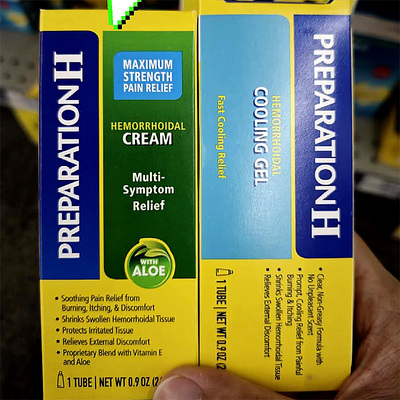 PREPARATION H
MAXIMUM
STRENGTH
PAIN RELIEF
HEMORRHOIDAL
CREAM
Multi-
Symptom
Relief
WITH
ALOE
• Soothing Pain Relief from
Burning, Itching, & Discomfort
• Shrinks Swollen Hemorrhoidal Tissue
• Protects Irritated Tissue
• Relieves External Discomfort
• Proprietary Blend with Vitamin E
and Aloe
1 TUBE | NET WT 0.9 OZ
PREPARATION H
HEMORRHOIDAL
COOLING GEL
Fast Cooling Relief
• Clear, Non-Greasy Formula with
No Unpleasant Scent
• Prompt, Cooling Relief from Painful
Burning & Itching
• Shrinks Swollen Hemorrhoidal Tissue
• Relieves External Discomfort
1 TUBE | NET WT 0.9 OZ